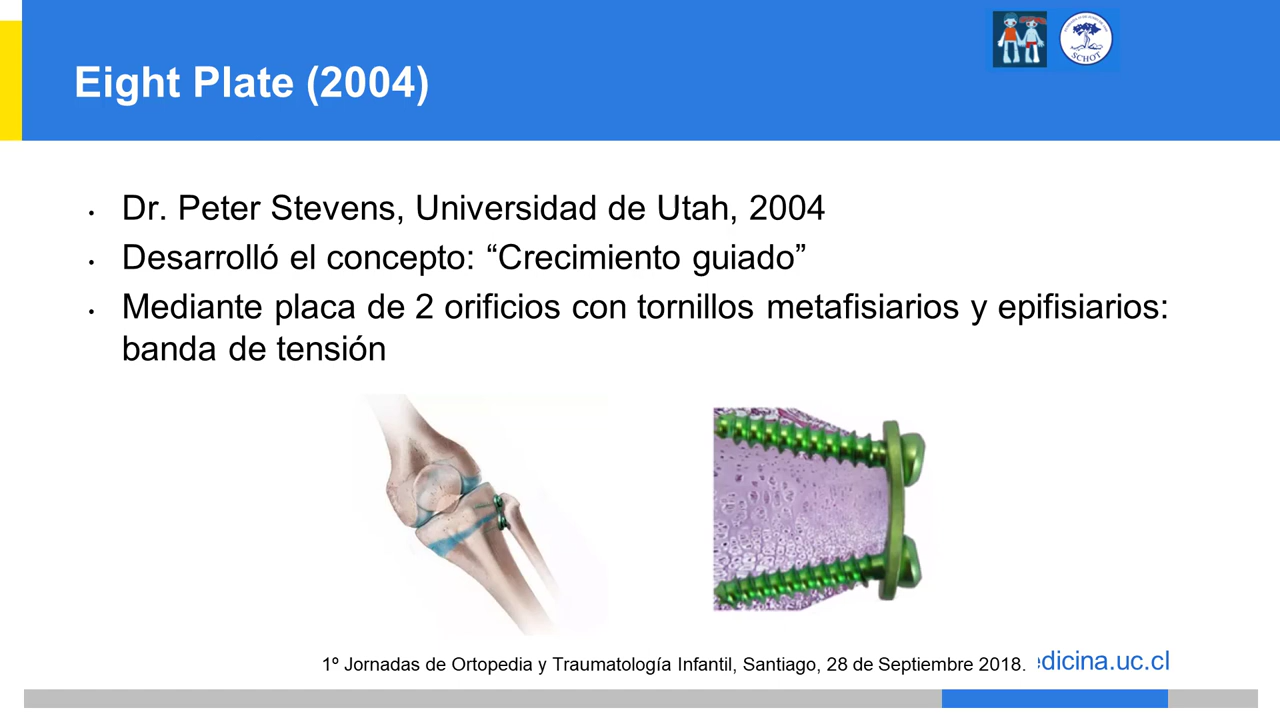 Eight Plate (2004)
SCHOT
• Dr. Peter Stevens, Universidad de Utah, 2004
• Desarrolló el concepto: “Crecimiento guiado”
• Mediante placa de 2 orificios con tornillos metafisiarios y epifisiarios:
banda de tensión
1º Jornadas de Ortopedia y Traumatología Infantil, Santiago, 28 de Septiembre 2018.
edicina.uc.cl